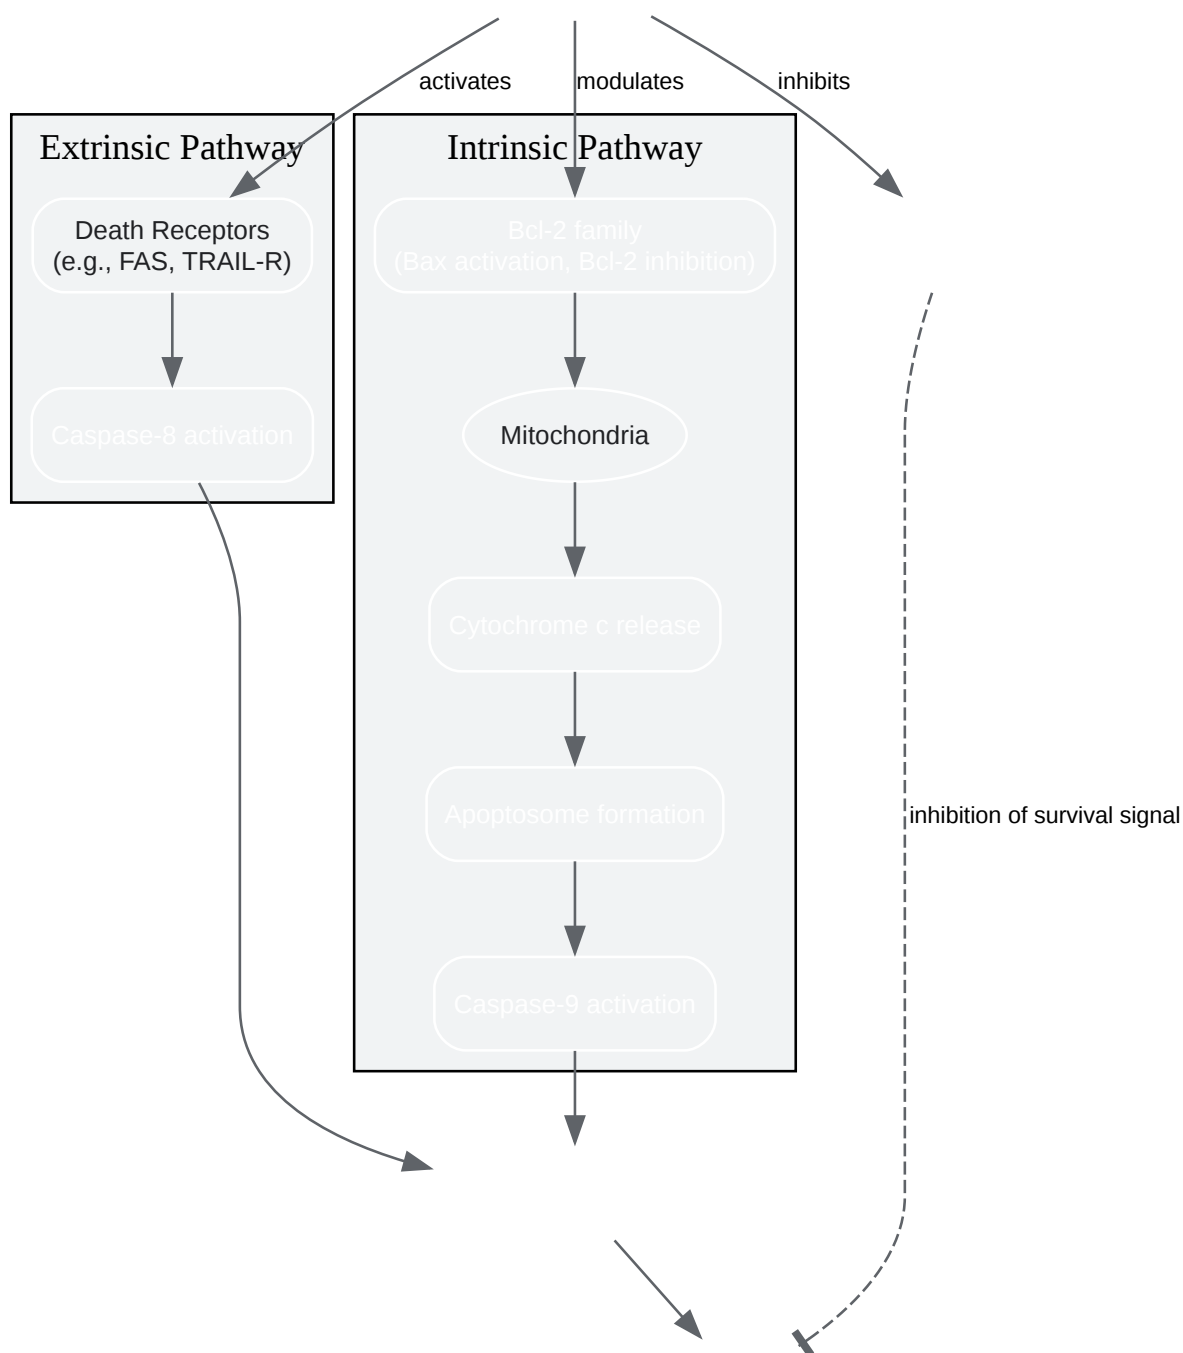 activates
modulates
inhibits
Extrinsic Pathway
Intrinsic Pathway
Death Receptors
(e.g., FAS, TRAIL-R)
Bcl-2 family
(Bax activation, Bcl-2 inhibition)
Caspase-8 activation
Mitochondria
Cytochrome c release
Apoptosome formation
inhibition of survival signal
Caspase-9 activation